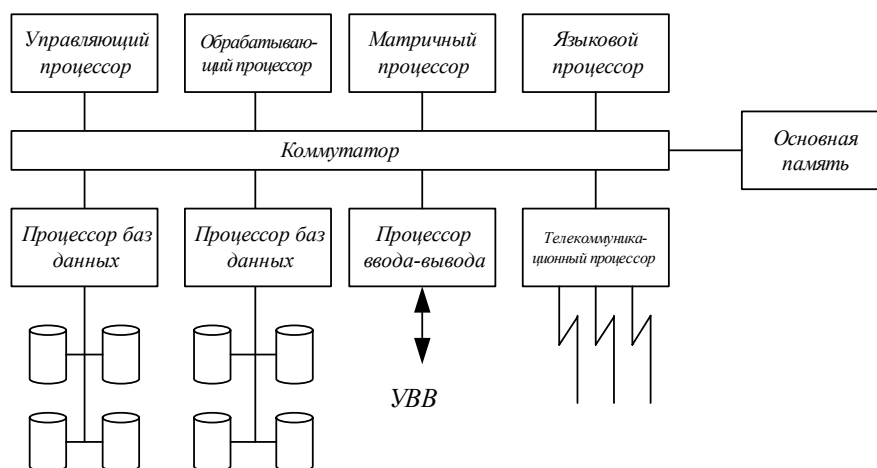 Управляющий
процессор
Обрабатываю-
щий процессор
Матричный
процессор
Языковой
процессор
Коммутатор
Основная
память
Процессор баз
данных
Процессор баз
данных
Процессор
ввода-вывода
Телекоммуника-
ционный процессор
УВВ